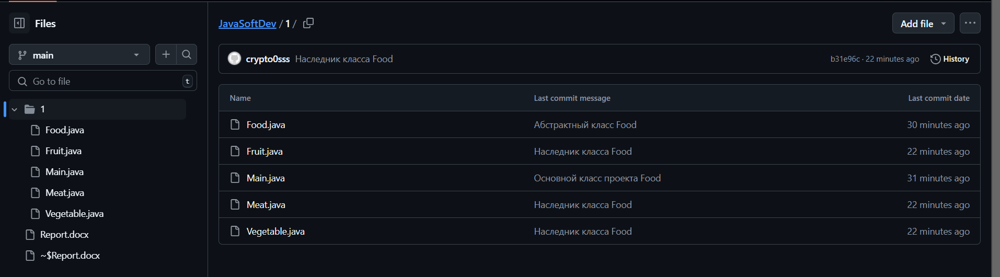 Files
main
Go to file
t
1
Food.java
Fruit.java
Main.java
Meat.java
Vegetable.java
Report.docx
~$Report.docx
JavaSoftDev / 1 /
Add file
crypto0sss Наследник класса Food
b31e96c · 22 minutes ago
History
Name Last commit message Last commit date
Food.java Абстрактный класс Food 30 minutes ago
Fruit.java Наследник класса Food 22 minutes ago
Main.java Основной класс проекта Food 31 minutes ago
Meat.java Наследник класса Food 22 minutes ago
Vegetable.java Наследник класса Food 22 minutes ago